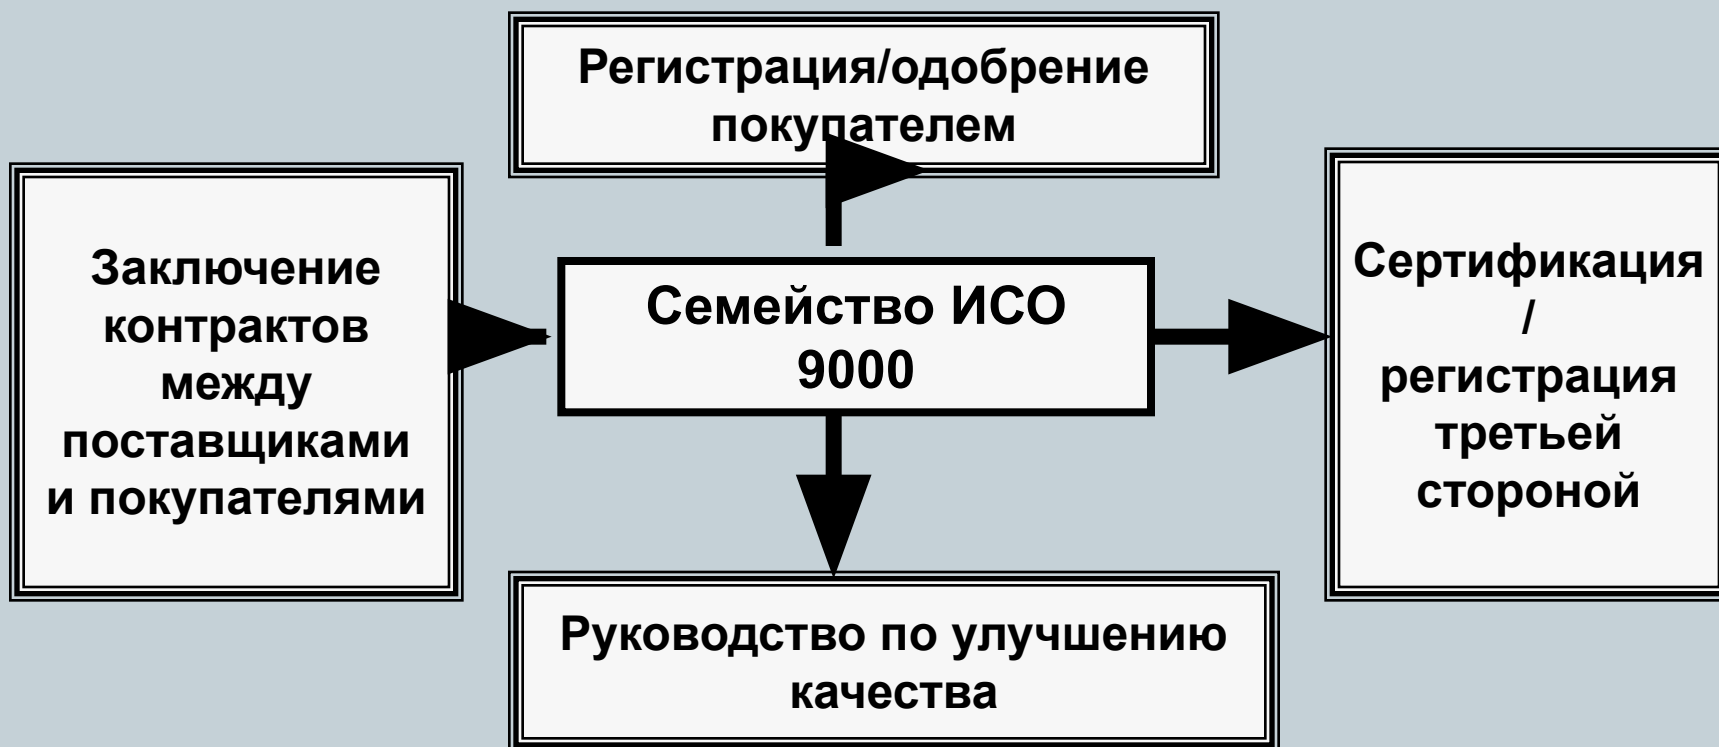 Регистрация/одобрение
покупателем
Заключение
контрактов
между
поставщиками
и покупателями
Семейство ИСО
9000
Сертификация
/
регистрация
третьей
стороной
Руководство по улучшению
качества